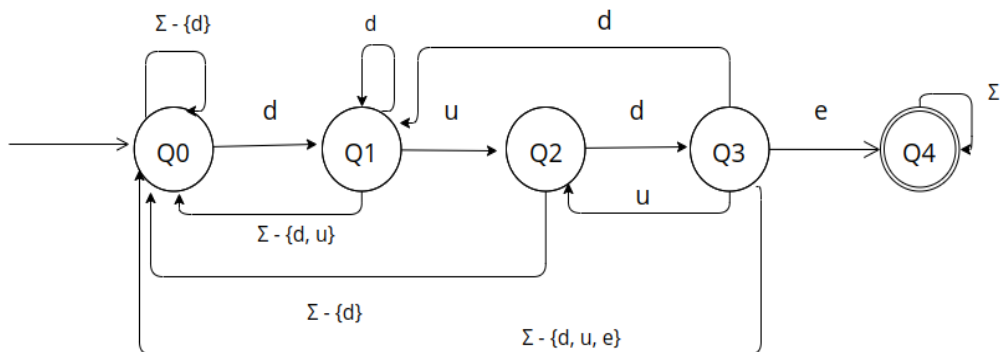 Σ - {d}
d
d
d
u
d
e
Σ
Q0
Q1
Q2
Q3
Q4
u
Σ - {d, u}
Σ - {d}
Σ - {d, u, e}